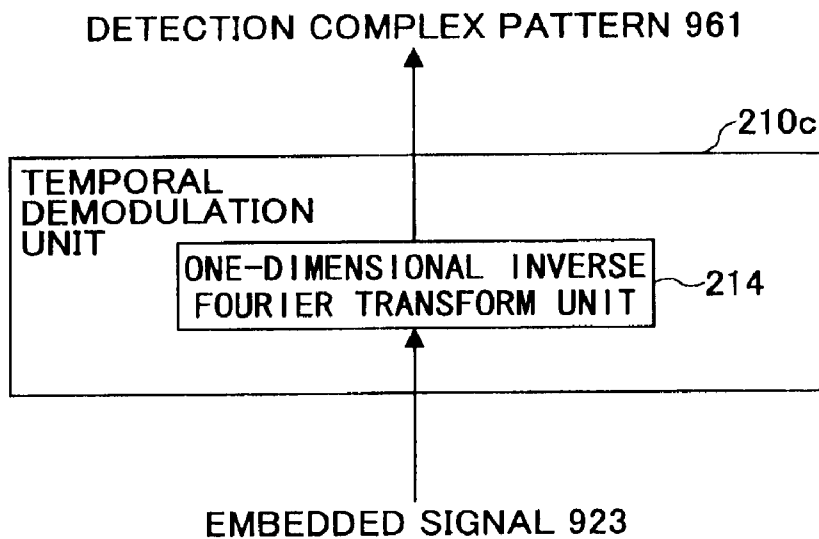 DETECTION COMPLEX PATTERN 961
210c
TEMPORAL
DEMODULATION
UNIT
ONE-DIMENSIONAL INVERSE
FOURIER TRANSFORM UNIT
214
EMBEDDED SIGNAL 923